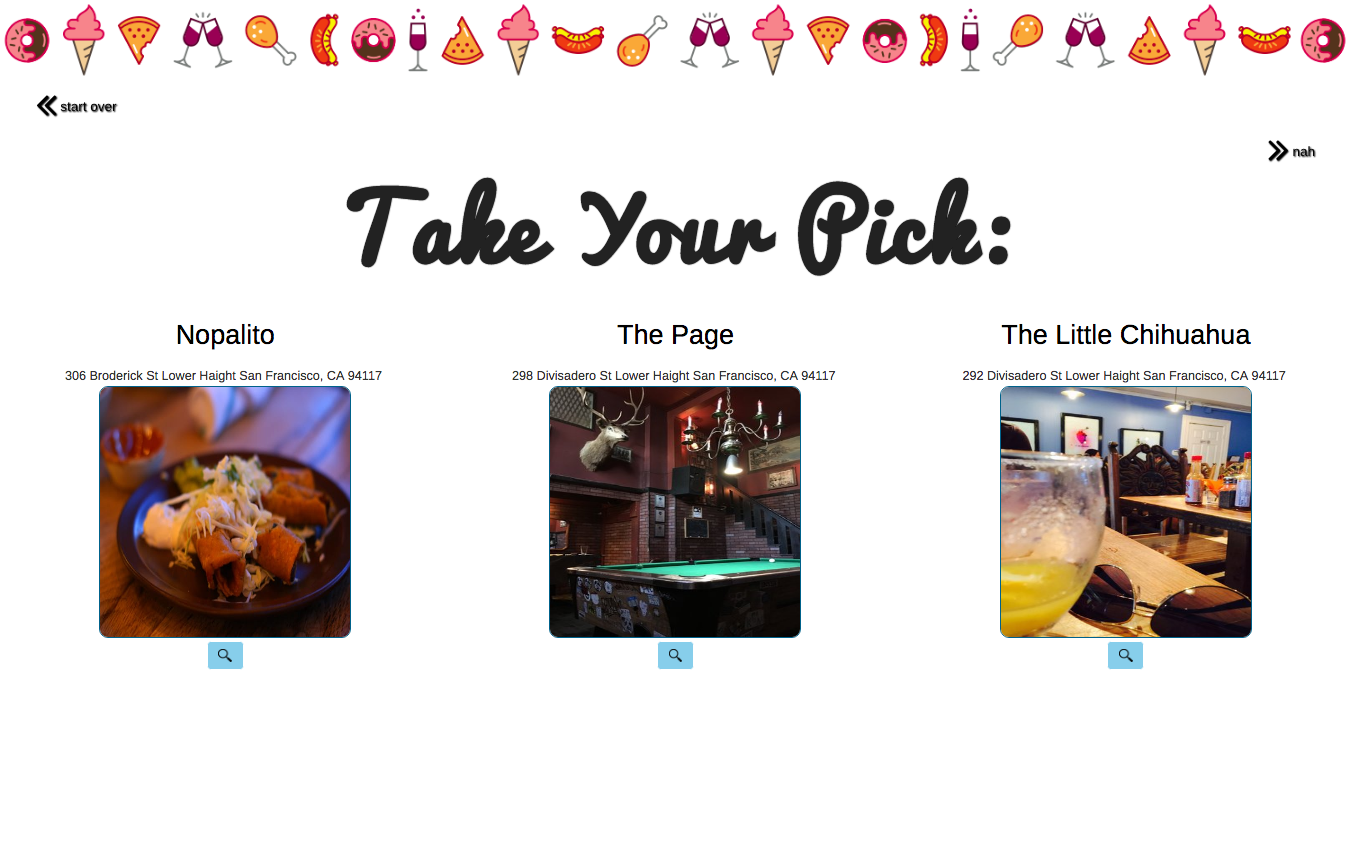 start over
nah
Take Your Pick:
Nopalito
306 Broderick St Lower Haight San Francisco, CA 94117
The Page
298 Divisadero St Lower Haight San Francisco, CA 94117
The Little Chihuahua
292 Divisadero St Lower Haight San Francisco, CA 94117